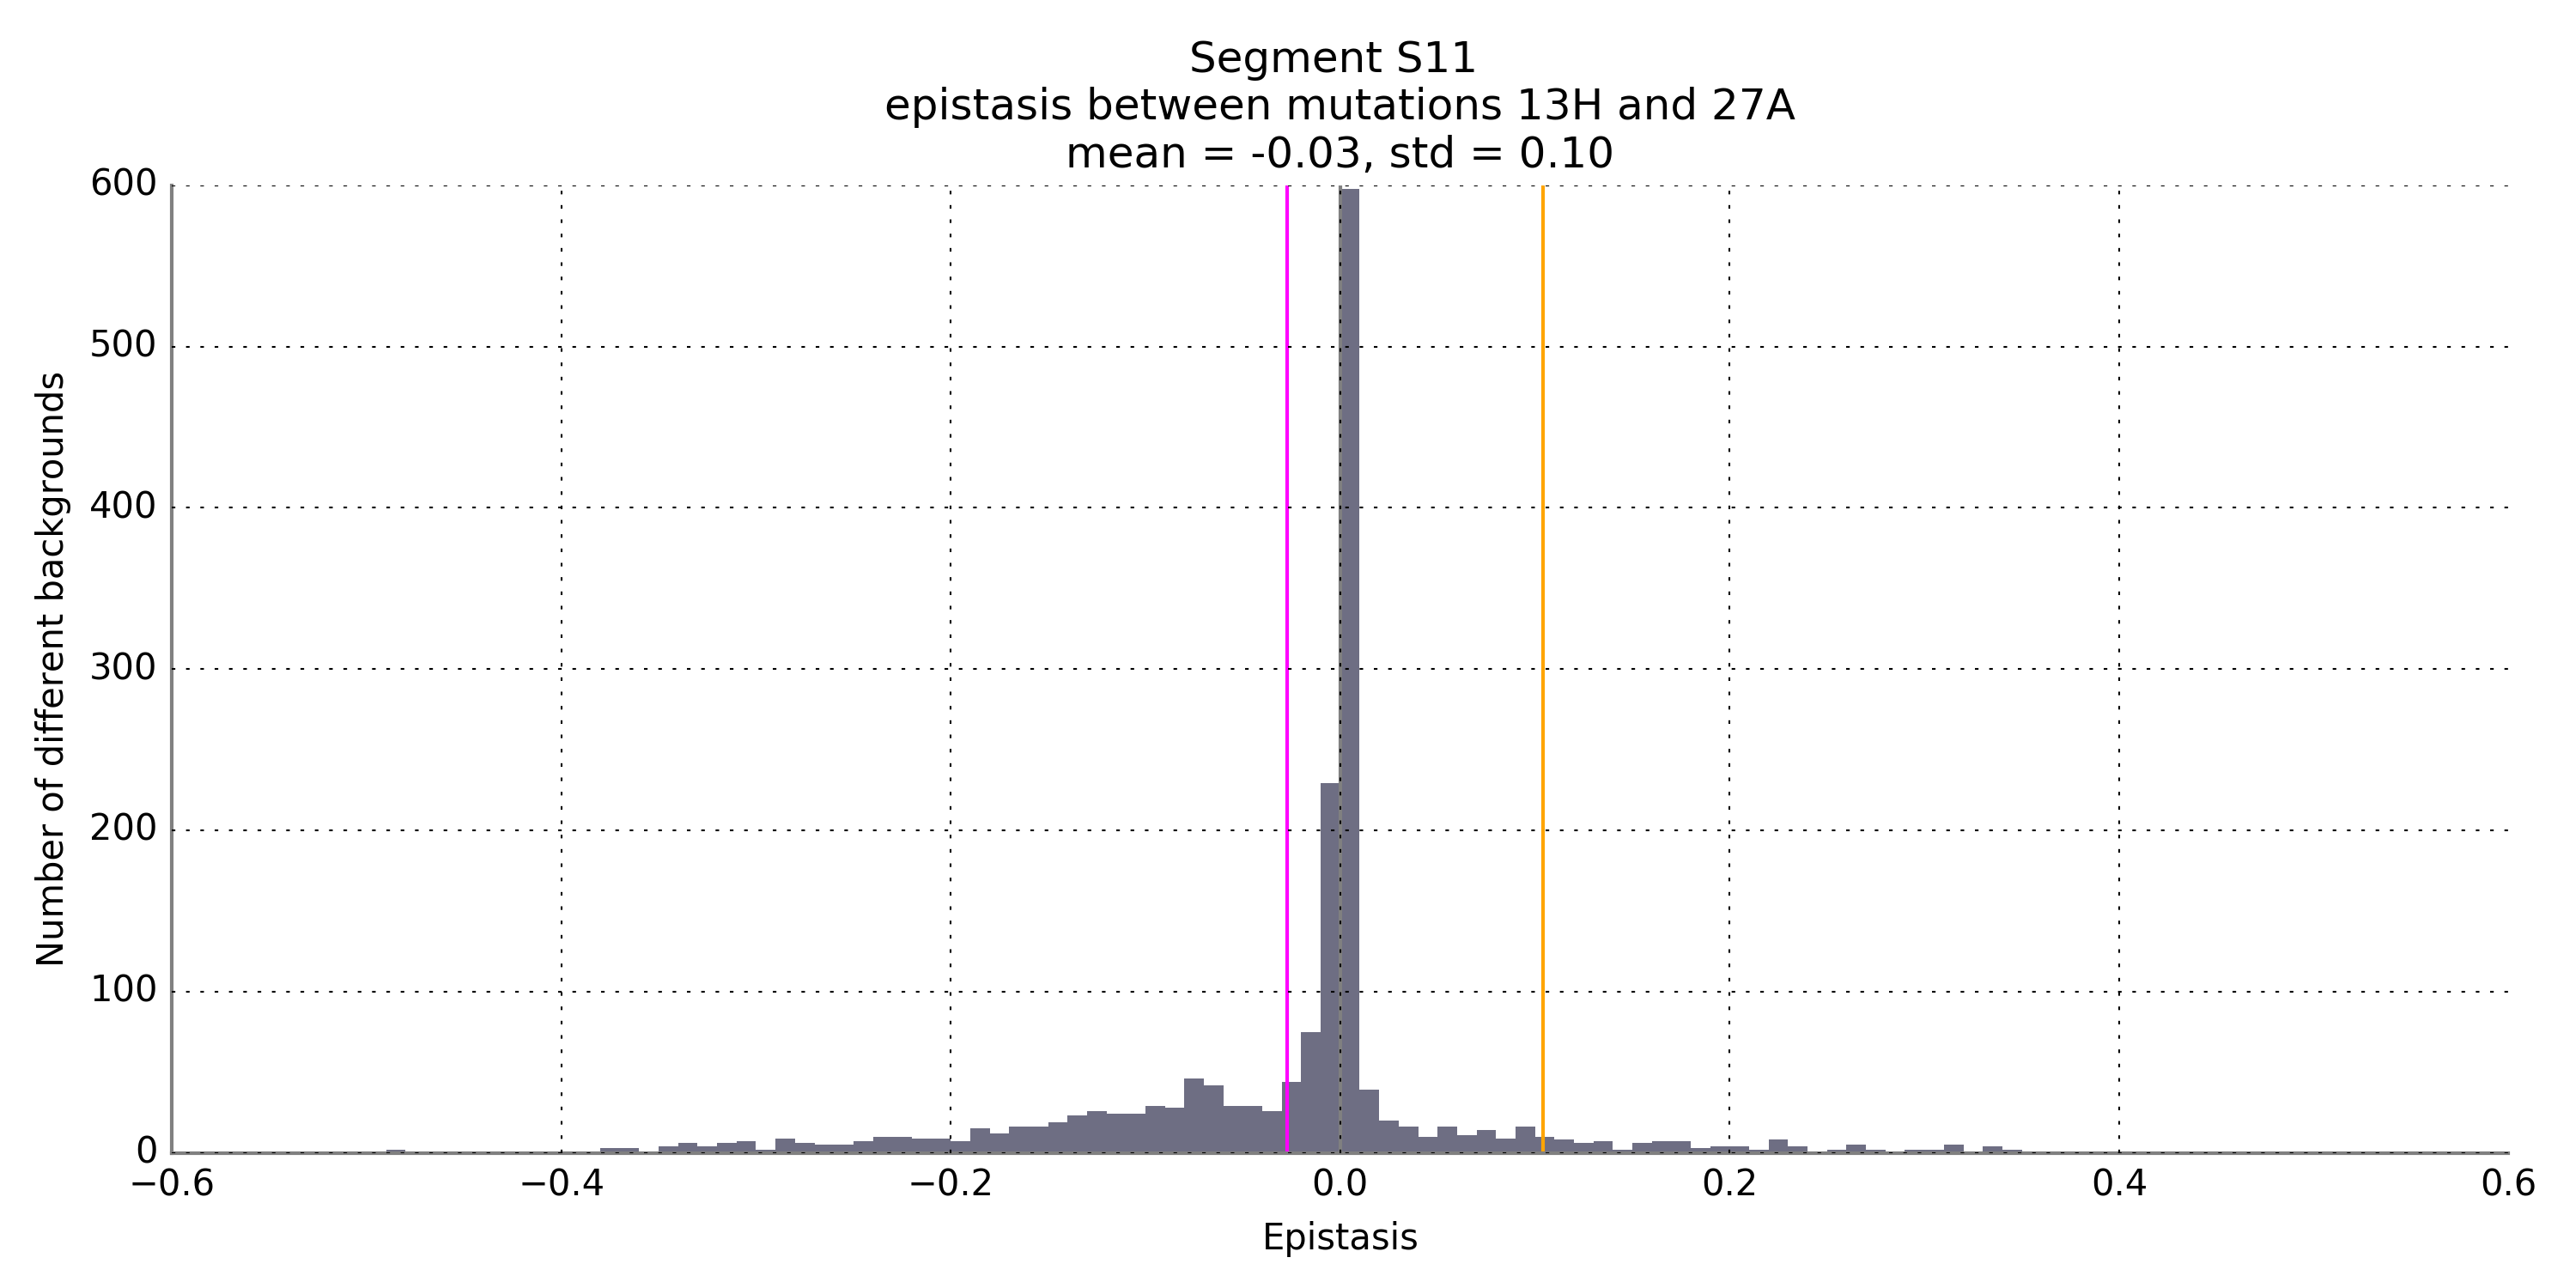 Segment S11
epistasis between mutations 13H and 27A
mean = -0.03, std = 0.10
600
500
400
300
200
100
0
Number of different backgrounds
−0.6 −0.4 −0.2 0.0 0.2 0.4 0.6
Epistasis